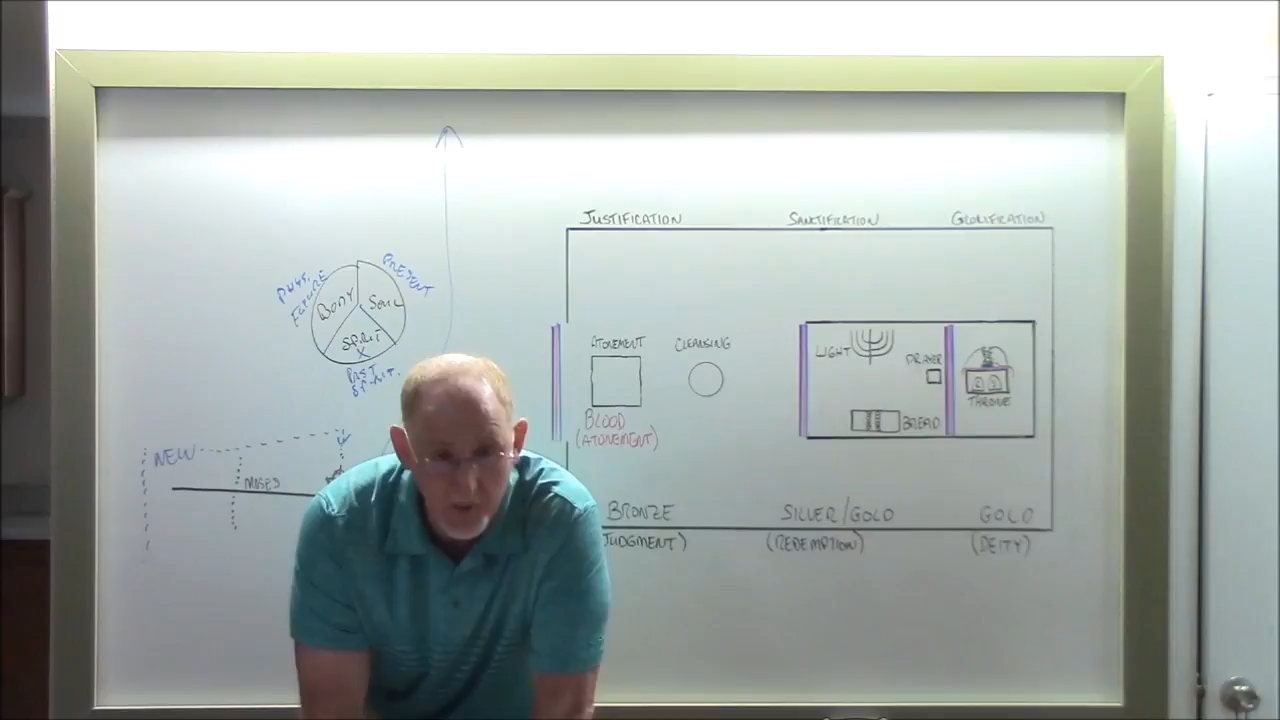 JUSTIFICATION
SANCTIFICATION
GLORIFICATION
PRESENT
FUTURE
BODY
SOUL
SPIRIT
X
PAST
ATONEMENT
CLEANSING
LIGHT
PRAYER
THRONE
BREAD
BLOOD
(ATONEMENT)
NEW
MOSES
BRONZE
SILVER/GOLD
GOLD
JUDGMENT)
(REDEMPTION)
(DEITY)